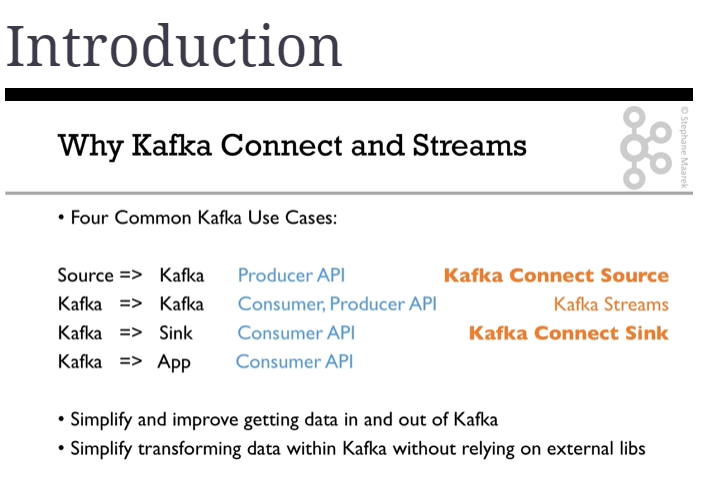 Introduction
Why Kafka Connect and Streams
© Stephane Maarek
• Four Common Kafka Use Cases:
Source => Kafka Producer API Kafka Connect Source
Kafka => Kafka Consumer, Producer API Kafka Streams
Kafka => Sink Consumer API Kafka Connect Sink
Kafka => App Consumer API
• Simplify and improve getting data in and out of Kafka
• Simplify transforming data within Kafka without relying on external libs